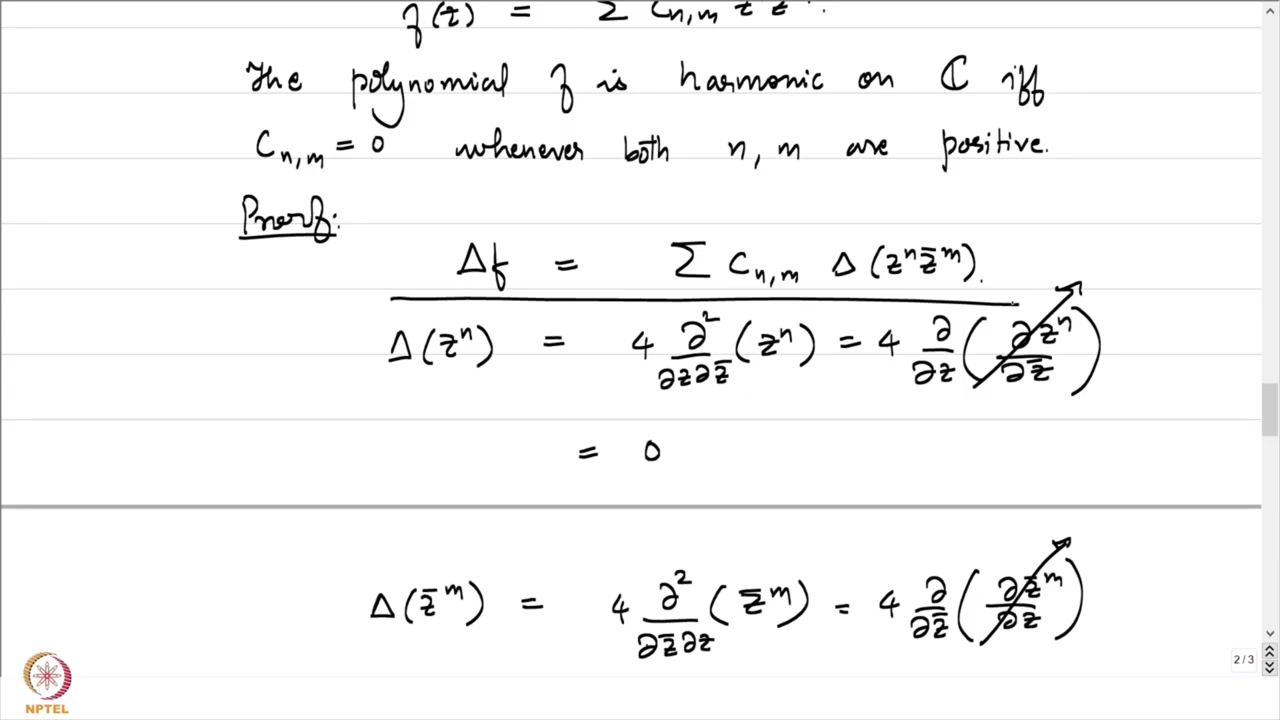 f(z) = Σ C_{n,m} z z̄ .
The polynomial f is harmonic on ℂ iff
C_{n,m} = 0 whenever both n, m are positive.
Proof:
Δf = Σ C_{n,m} Δ(z^n z̄^m).
Δ(z^n) = 4 ∂²/∂z∂z̄ (z^n) = 4 ∂/∂z (∂z^n/∂z̄)
= 0
Δ(z̄^m) = 4 ∂²/∂z̄∂z (z̄^m) = 4 ∂/∂z̄ (∂z̄^m/∂z)
2 / 3
NPTEL